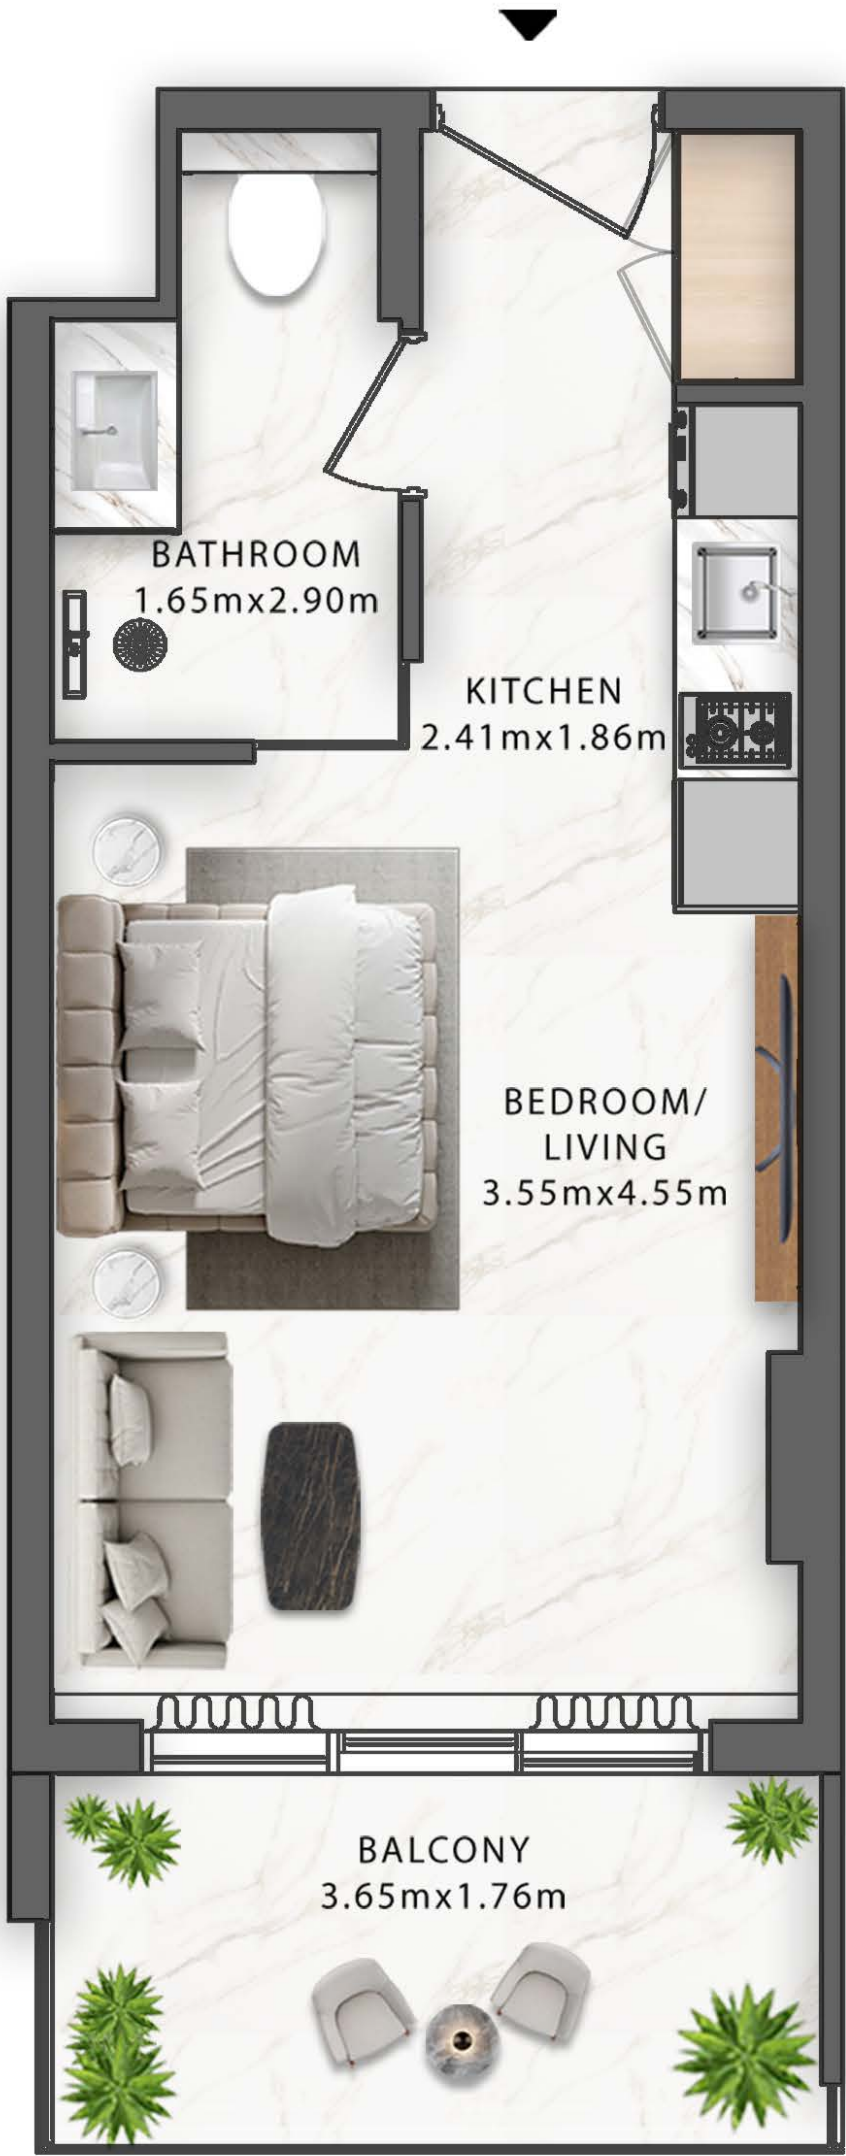 BATHROOM
1.65mx2.90m
KITCHEN
2.41mx1.86m
BEDROOM/
LIVING
3.55mx4.55m
BALCONY
3.65mx1.76m